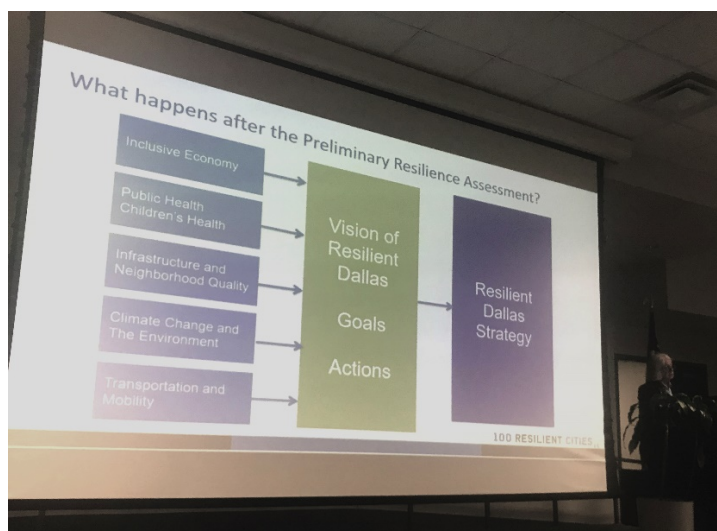 What happens after the Preliminary Resilience Assessment?
Inclusive Economy
Public Health
Children's Health
Infrastructure and
Neighborhood Quality
Climate Change and
The Environment
Transportation and
Mobility
Vision of
Resilient
Dallas
Goals
Actions
Resilient
Dallas
Strategy
100 RESILIENT CITIES